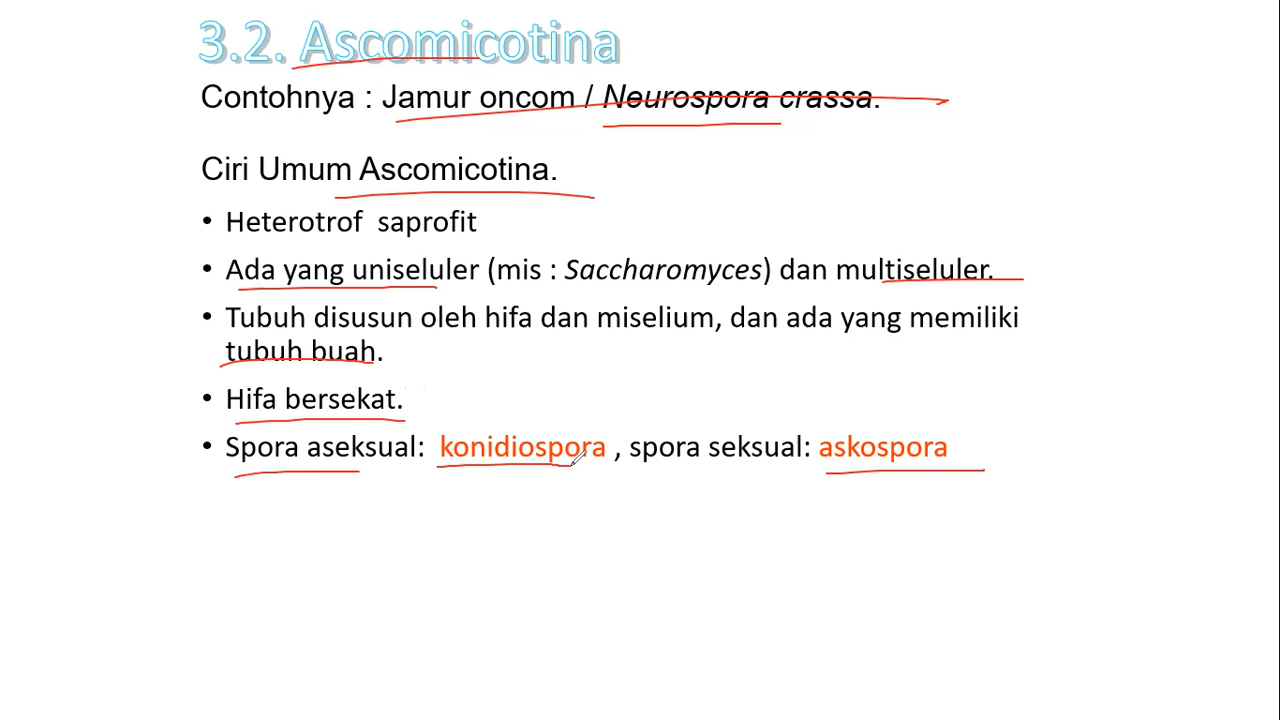 3.2. Ascomicotina
Contohnya : Jamur oncom / Neurospora crassa.
Ciri Umum Ascomicotina.
• Heterotrof saprofit
• Ada yang uniseluler (mis : Saccharomyces) dan multiseluler.
• Tubuh disusun oleh hifa dan miselium, dan ada yang memiliki
tubuh buah.
• Hifa bersekat.
• Spora aseksual: konidiospora , spora seksual: askospora